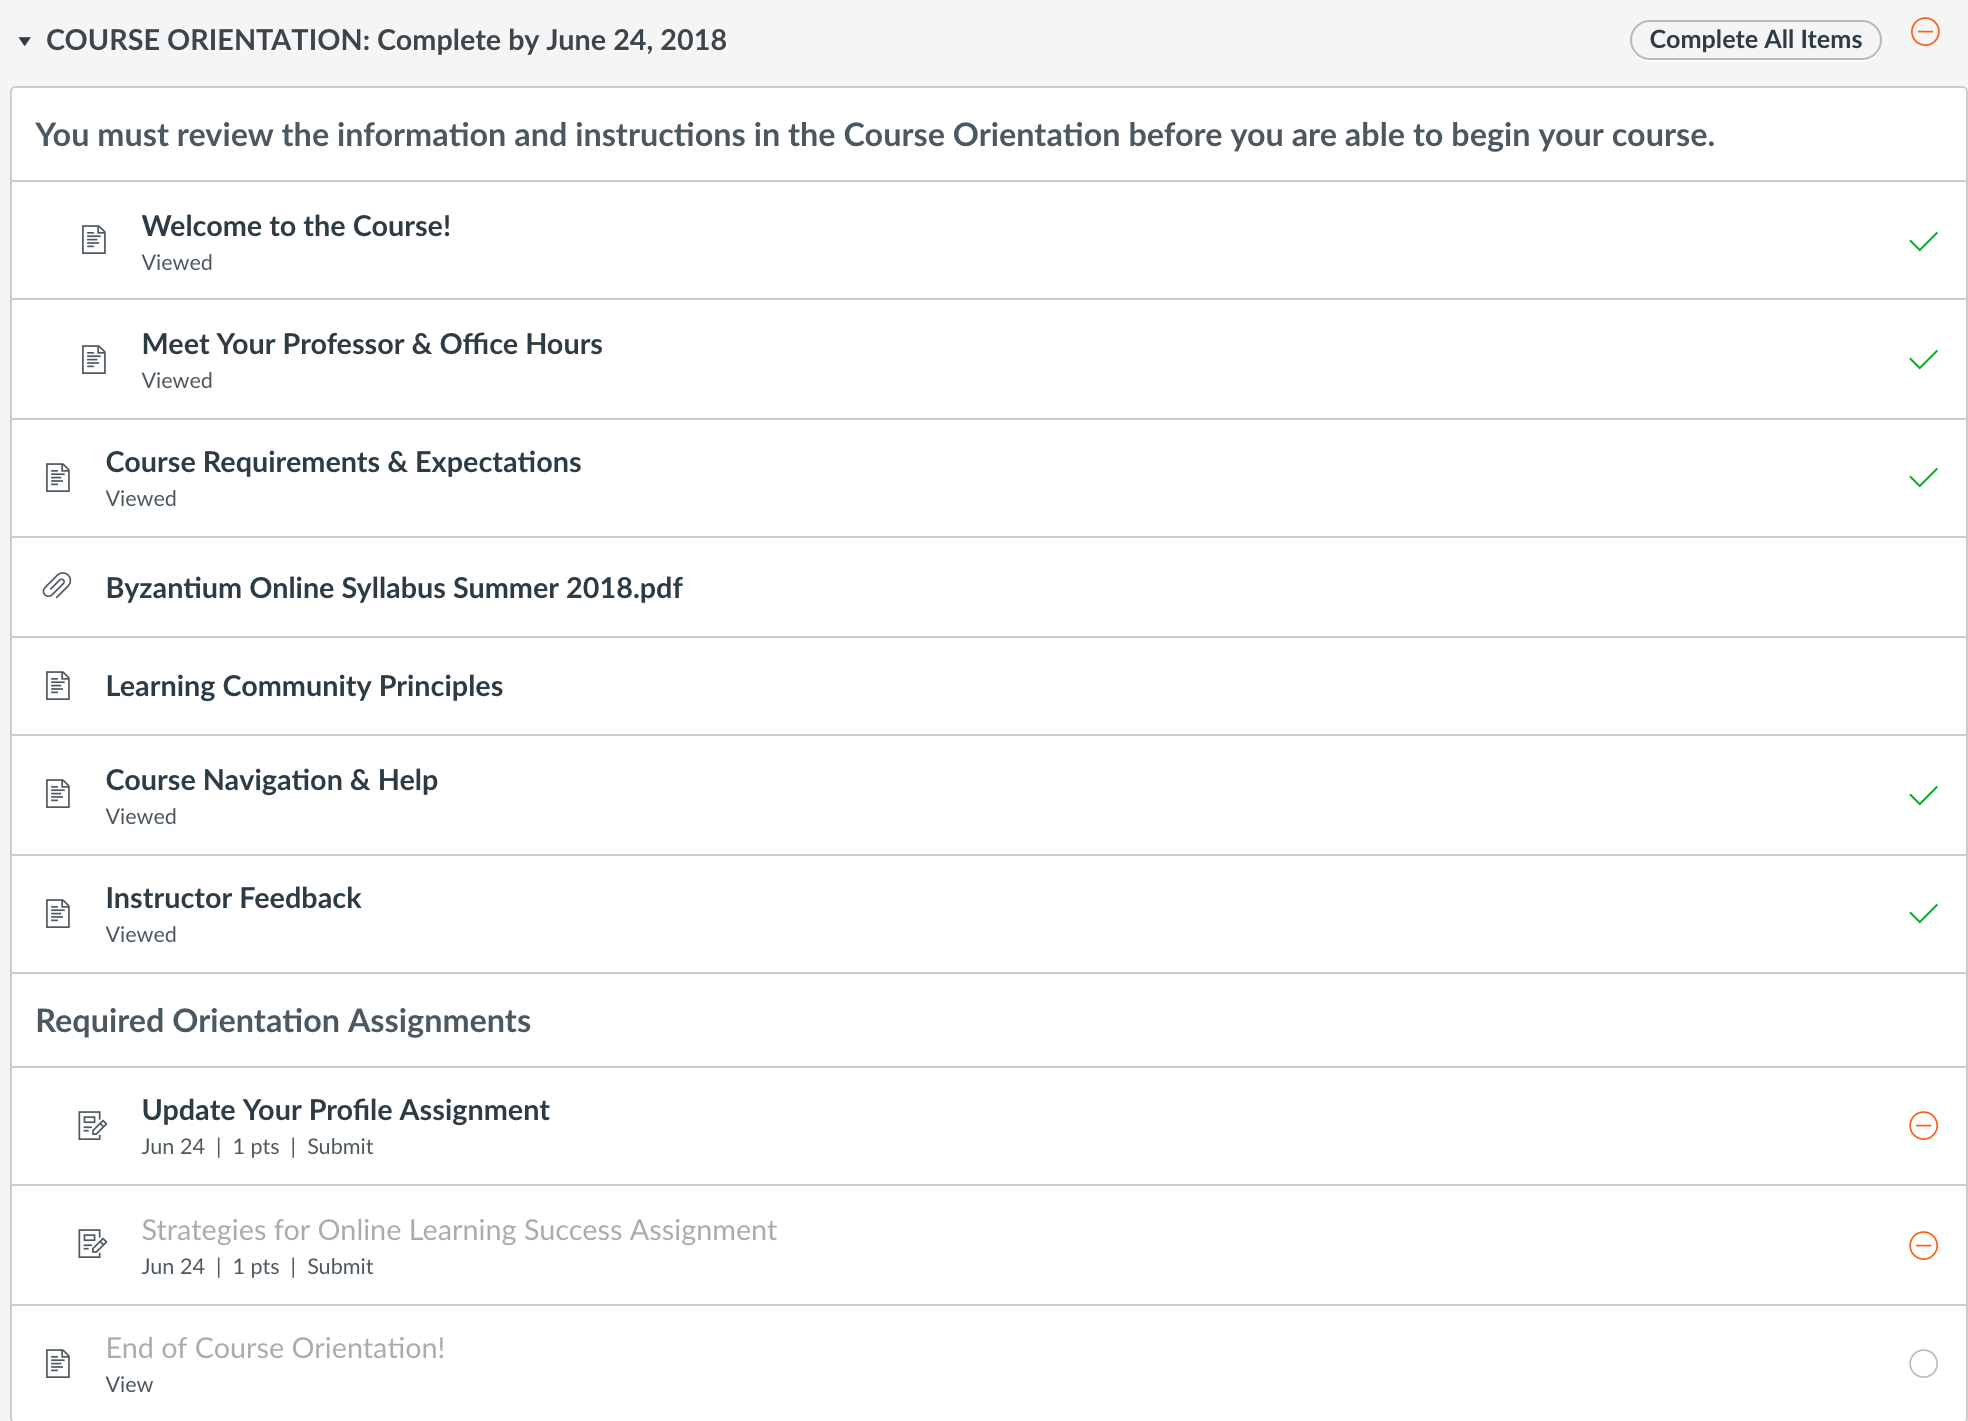 COURSE ORIENTATION: Complete by June 24, 2018
Complete All Items
You must review the information and instructions in the Course Orientation before you are able to begin your course.
Welcome to the Course!
Viewed
Meet Your Professor & Office Hours
Viewed
Course Requirements & Expectations
Viewed
Byzantium Online Syllabus Summer 2018.pdf
Learning Community Principles
Course Navigation & Help
Viewed
Instructor Feedback
Viewed
Required Orientation Assignments
Update Your Profile Assignment
Jun 24 | 1 pts | Submit
Strategies for Online Learning Success Assignment
Jun 24 | 1 pts | Submit
End of Course Orientation!
View